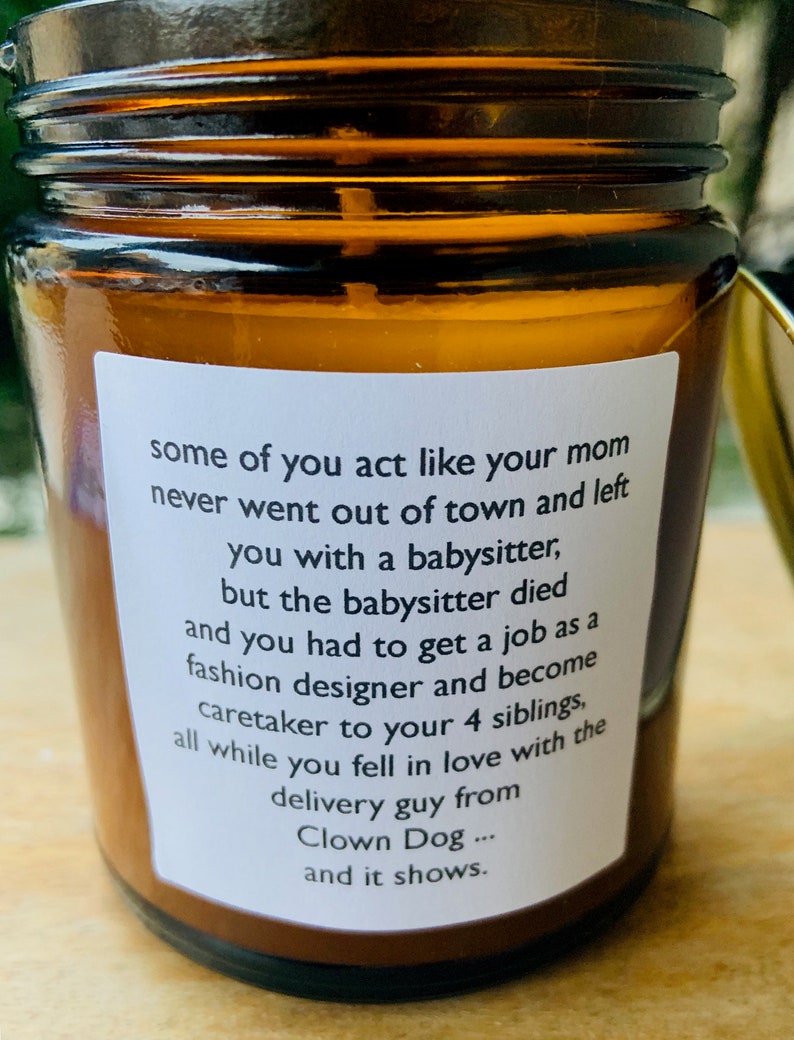 some of you act like your mom
never went out of town and left
you with a babysitter,
but the babysitter died
and you had to get a job as a
fashion designer and become
caretaker to your 4 siblings,
all while you fell in love with the
delivery guy from
Clown Dog ...
and it shows.